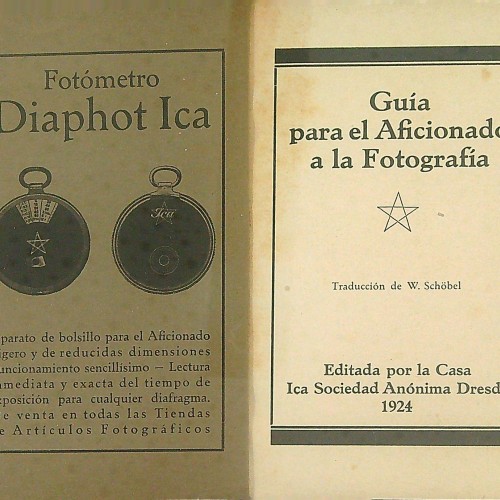 Fotómetro
Diaphot Ica
Ica
parato de bolsillo para el Aficionado
igero y de reducidas dimensiones
uncionamiento sencillísimo — Lectura
nmediata y exacta del tiempo de
xposición para cualquier diafragma.
e venta en todas las Tiendas
e Artículos Fotográficos
Guía
para el Aficionado
a la Fotografía
Traducción de W. Schöbel
Editada por la Casa
Ica Sociedad Anónima Dresd
1924